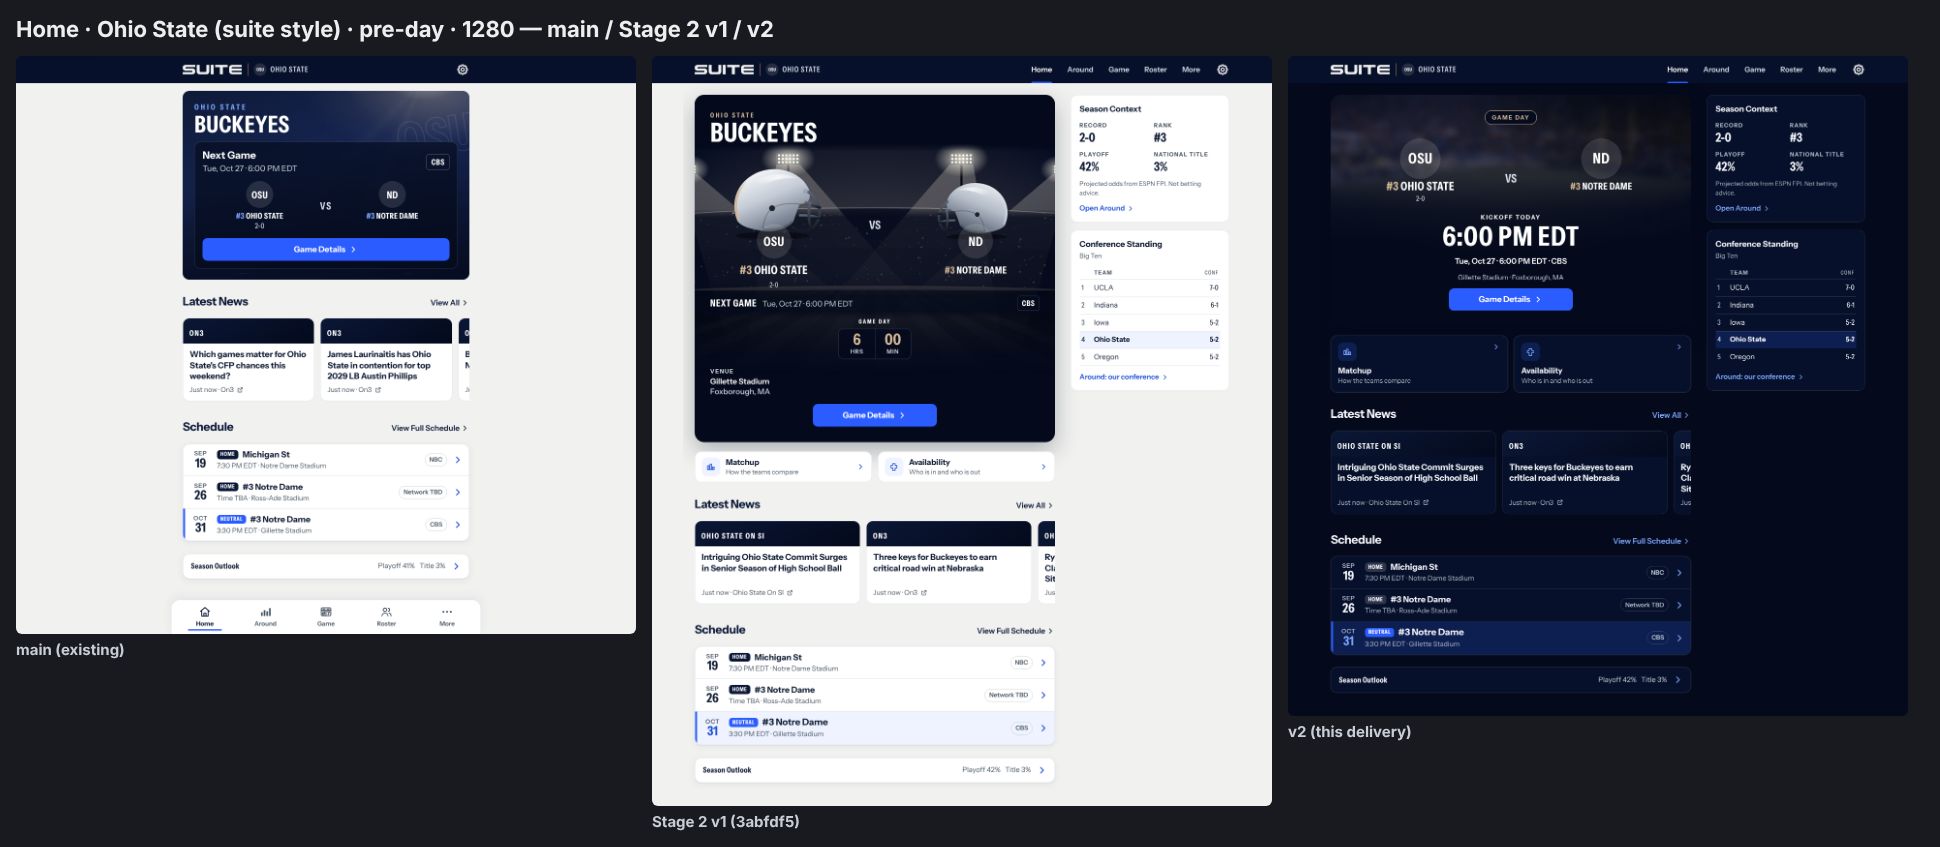 Home · Ohio State (suite style) · pre-day · 1280 — main / Stage 2 v1 / v2
SUITE OSU OHIO STATE
OHIO STATE
BUCKEYES
OSU
Next Game
Tue, Oct 27 · 6:00 PM EDT
CBS
OSU
VS
ND
#3 OHIO STATE
#3 NOTRE DAME
2-0
Game Details
Latest News
View All
ON3
Which games matter for Ohio
State's CFP chances this
weekend?
Just now · On3
ON3
James Laurinaitis has Ohio
State in contention for top
2029 LB Austin Phillips
Just now · On3
Schedule
View Full Schedule
SEP
19
HOME Michigan St
7:30 PM EDT · Notre Dame Stadium
NBC
SEP
26
HOME #3 Notre Dame
Time TBA · Ross-Ade Stadium
Network TBD
OCT
31
NEUTRAL #3 Notre Dame
3:30 PM EDT · Gillette Stadium
CBS
Season Outlook
Playoff 41% Title 3%
Home
Around
Game
Roster
More
main (existing)
SUITE OSU OHIO STATE
Home Around Game Roster More
OHIO STATE
BUCKEYES
VS
OSU
ND
#3 OHIO STATE
#3 NOTRE DAME
2-0
NEXT GAME Tue, Oct 27 · 6:00 PM EDT
CBS
GAME DAY
6
HRS
00
MIN
VENUE
Gillette Stadium
Foxborough, MA
Game Details
Matchup
How the teams compare
Availability
Who is in and who is out
Latest News
View All
OHIO STATE ON SI
Intriguing Ohio State Commit Surges
in Senior Season of High School Ball
Just now · Ohio State On SI
ON3
Three keys for Buckeyes to earn
critical road win at Nebraska
Just now · On3
OH
Ry
Cla
Sit
Schedule
View Full Schedule
SEP
19
HOME Michigan St
7:30 PM EDT · Notre Dame Stadium
NBC
SEP
26
HOME #3 Notre Dame
Time TBA · Ross-Ade Stadium
Network TBD
OCT
31
NEUTRAL #3 Notre Dame
3:30 PM EDT · Gillette Stadium
CBS
Season Outlook
Playoff 42% Title 3%
Season Context
RECORD
2-0
RANK
#3
PLAYOFF
42%
NATIONAL TITLE
3%
Projected odds from ESPN FPI. Not betting
advice.
Open Around
Conference Standing
Big Ten
TEAM CONF
1 UCLA 7-0
2 Indiana 6-1
3 Iowa 5-2
4 Ohio State 5-2
5 Oregon 5-2
Around: our conference
Stage 2 v1 (3abfdf5)
SUITE OSU OHIO STATE
Home Around Game Roster More
GAME DAY
OSU
VS
ND
#3 OHIO STATE
#3 NOTRE DAME
2-0
KICKOFF TODAY
6:00 PM EDT
Tue, Oct 27 · 6:00 PM EDT · CBS
Gillette Stadium · Foxborough, MA
Game Details
Matchup
How the teams compare
Availability
Who is in and who is out
Latest News
View All
OHIO STATE ON SI
Intriguing Ohio State Commit Surges
in Senior Season of High School Ball
Just now · Ohio State On SI
ON3
Three keys for Buckeyes to earn
critical road win at Nebraska
Just now · On3
OH
Ry
Cla
Sit
Schedule
View Full Schedule
SEP
19
HOME Michigan St
7:30 PM EDT · Notre Dame Stadium
NBC
SEP
26
HOME #3 Notre Dame
Time TBA · Ross-Ade Stadium
Network TBD
OCT
31
NEUTRAL #3 Notre Dame
3:30 PM EDT · Gillette Stadium
CBS
Season Outlook
Playoff 42% Title 3%
Season Context
RECORD
2-0
RANK
#3
PLAYOFF
42%
NATIONAL TITLE
3%
Projected odds from ESPN FPI. Not betting
advice.
Open Around
Conference Standing
Big Ten
TEAM CONF
1 UCLA 7-0
2 Indiana 6-1
3 Iowa 5-2
4 Ohio State 5-2
5 Oregon 5-2
Around: our conference
v2 (this delivery)